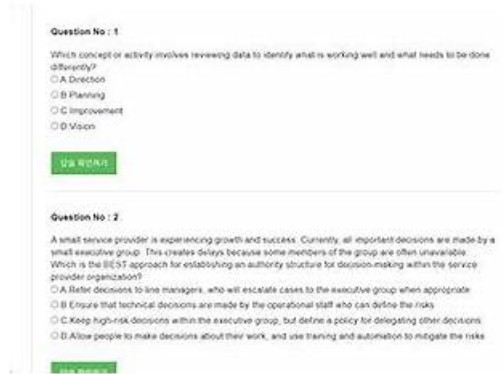 Question No : 1
Which concept or activity involves reviewing data to identify what is working well and what needs to be done
differently?
A Direction
B Planning
C Improvement
D Vision
답을 확인하기
Question No : 2
A small service provider is experiencing growth and success. Currently, all important decisions are made by a
small executive group. This creates delays because some members of the group are often unavailable.
Which is the BEST approach for establishing an authority structure for decision-making within the service
provider organization?
A.Refer decisions to line managers, who will escalate cases to the executive group when appropriate
B.Ensure that technical decisions are made by the operational staff who can define the risks
C.Keep high-risk decisions within the executive group, but define a policy for delegating other decisions
D.Allow people to make decisions about their work, and use training and automation to mitigate the risks